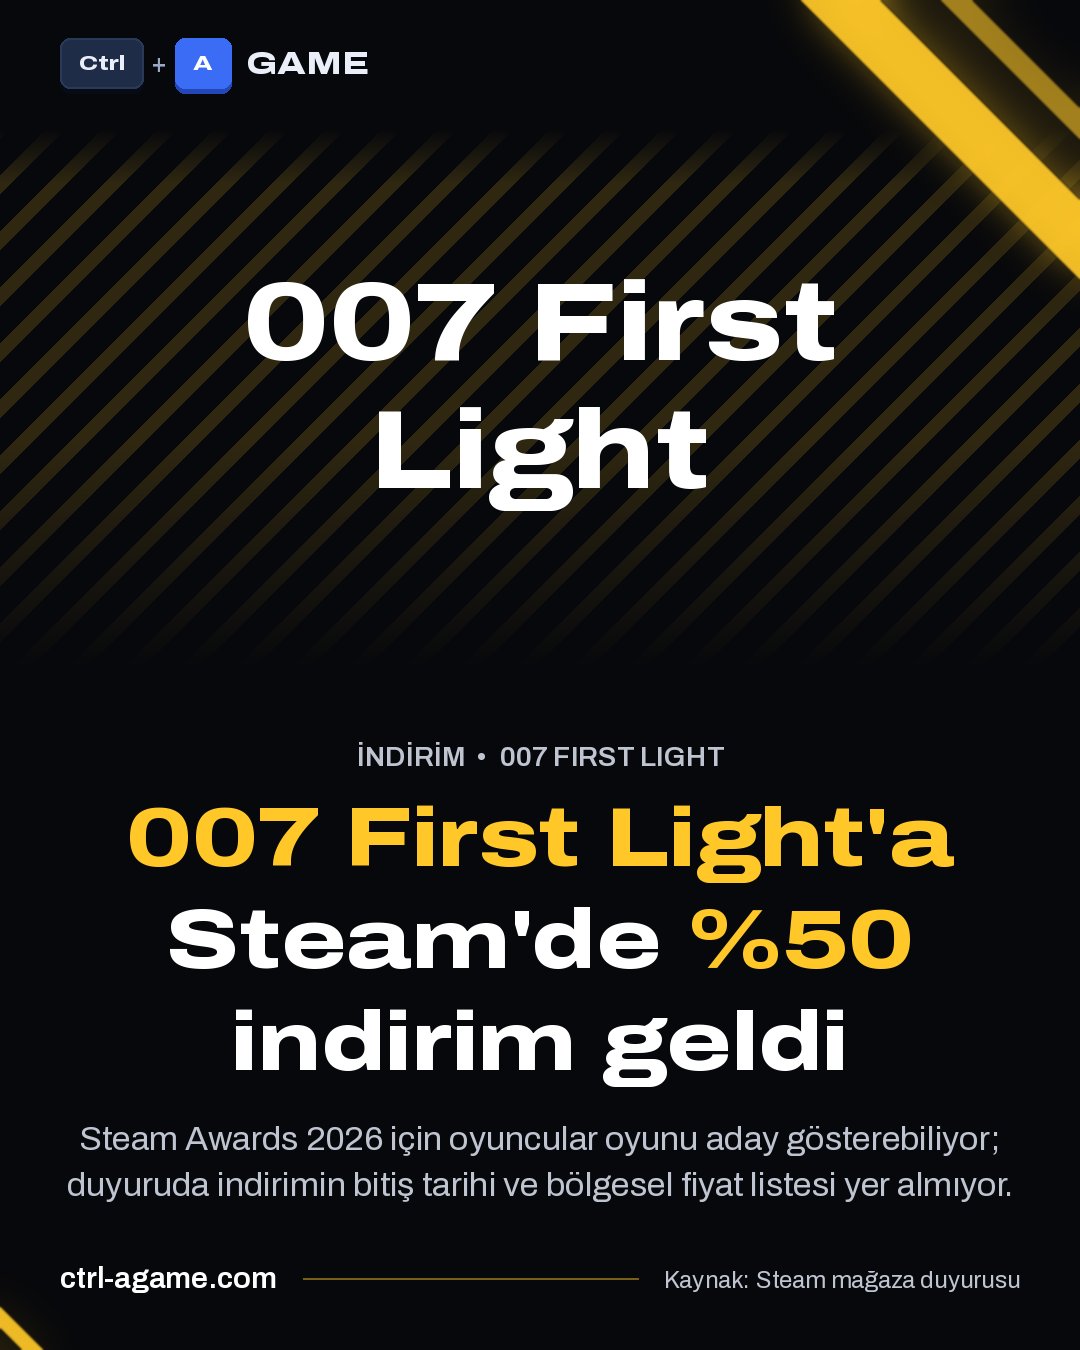 Ctrl + A GAME
007 First
Light
İNDİRİM • 007 FIRST LIGHT
007 First Light'a
Steam'de %50
indirim geldi
Steam Awards 2026 için oyuncular oyunu aday gösterebiliyor;
duyuruda indirimin bitiş tarihi ve bölgesel fiyat listesi yer almıyor.
ctrl-agame.com
Kaynak: Steam mağaza duyurusu